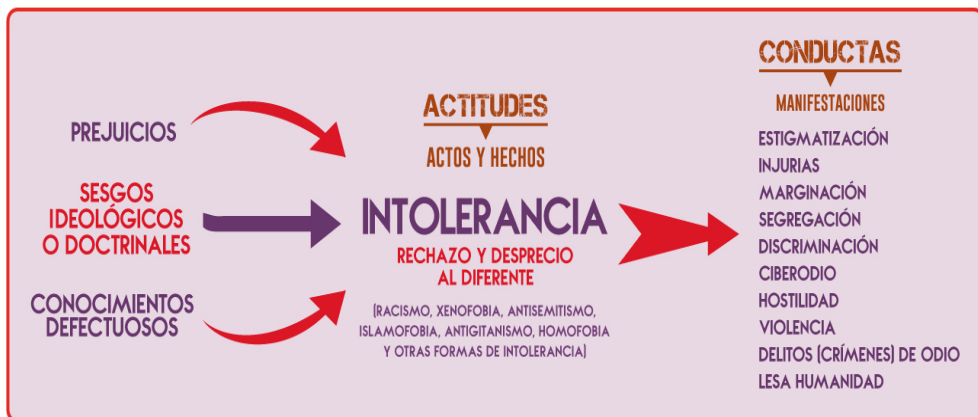 PREJUICIOS
SESGOS
IDEOLÓGICOS
O DOCTRINALES
CONOCIMIENTOS
DEFECTUOSOS
ACTITUDES
ACTOS Y HECHOS
INTOLERANCIA
RECHAZO Y DESPRECIO
AL DIFERENTE
(RACISMO, XENOFOBIA, ANTISEMITISMO,
ISLAMOFOBIA, ANTIGITANISMO, HOMOFOBIA
Y OTRAS FORMAS DE INTOLERANCIA)
CONDUCTAS
MANIFESTACIONES
ESTIGMATIZACIÓN
INJURIAS
MARGINACIÓN
SEGREGACIÓN
DISCRIMINACIÓN
CIBERODIO
HOSTILIDAD
VIOLENCIA
DELITOS (CRÍMENES) DE ODIO
LESA HUMANIDAD